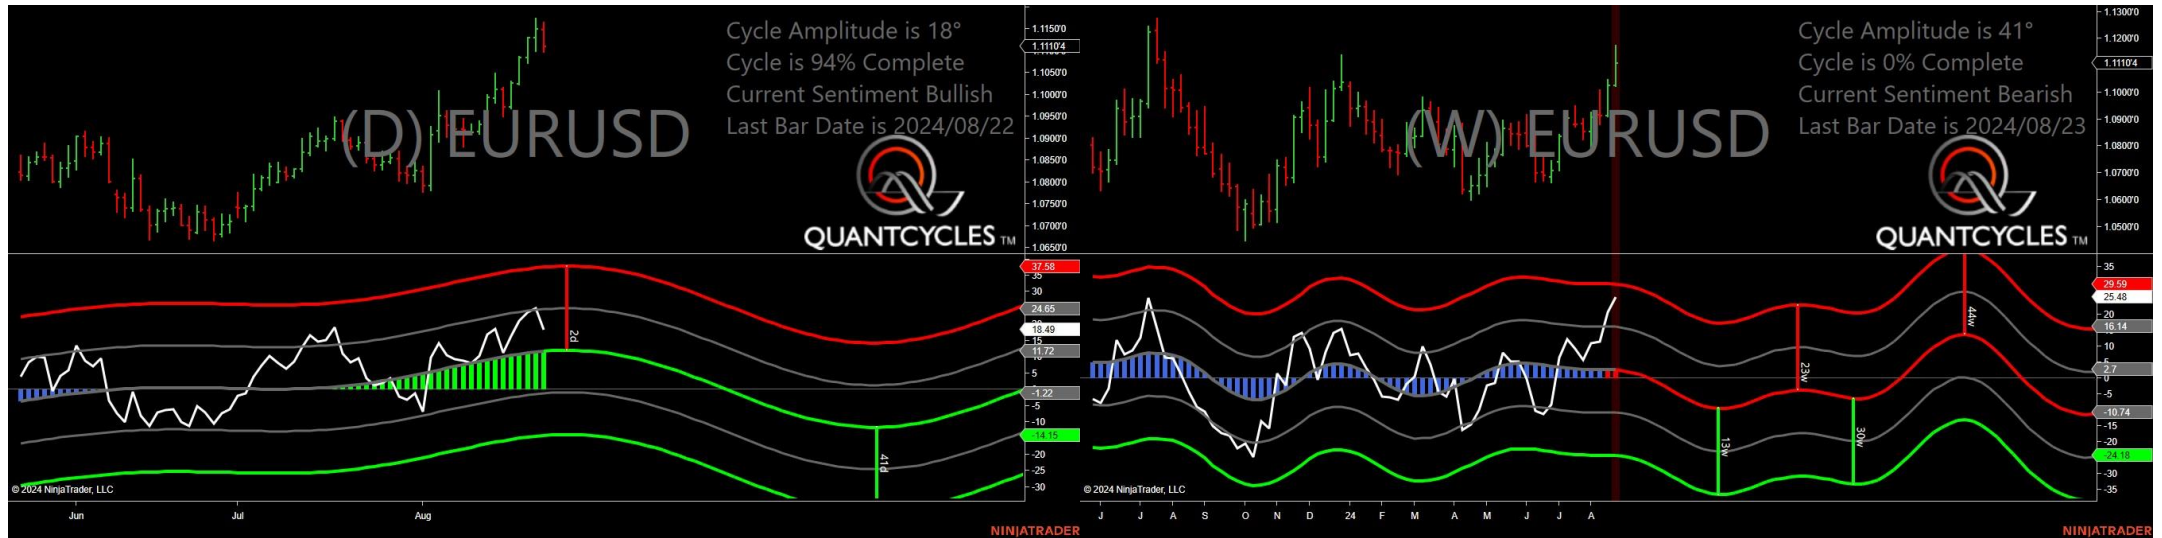 Cycle Amplitude is 18°
Cycle is 94% Complete
Current Sentiment Bullish
Last Bar Date is 2024/08/22
(D) EURUSD
QUANTCYCLES TM
1.1150'0
1.1110'4
1.1050'0
1.1000'0
1.0950'0
1.0900'0
1.0850'0
1.0800'0
1.0750'0
1.0700'0
1.0650'0
37.58
35
30
24.65
18.49
15
11.72
5
-1.22
-5
-10
-14.15
-20
-25
-30
2d
41d
© 2024 NinjaTrader, LLC
Jun
Jul
Aug
NINJATRADER
Cycle Amplitude is 41°
Cycle is 0% Complete
Current Sentiment Bearish
Last Bar Date is 2024/08/23
(W) EURUSD
QUANTCYCLES TM
1.1300'0
1.1200'0
1.1110'4
1.1000'0
1.0900'0
1.0800'0
1.0700'0
1.0600'0
1.0500'0
35
29.59
25.48
20
16.14
10
5
2.7
0
-5
-10.74
-15
-20
-24.18
-30
-35
13w
23w
30w
44w
© 2024 NinjaTrader, LLC
J J A S O N D 24 F M A M J J A
NINJATRADER